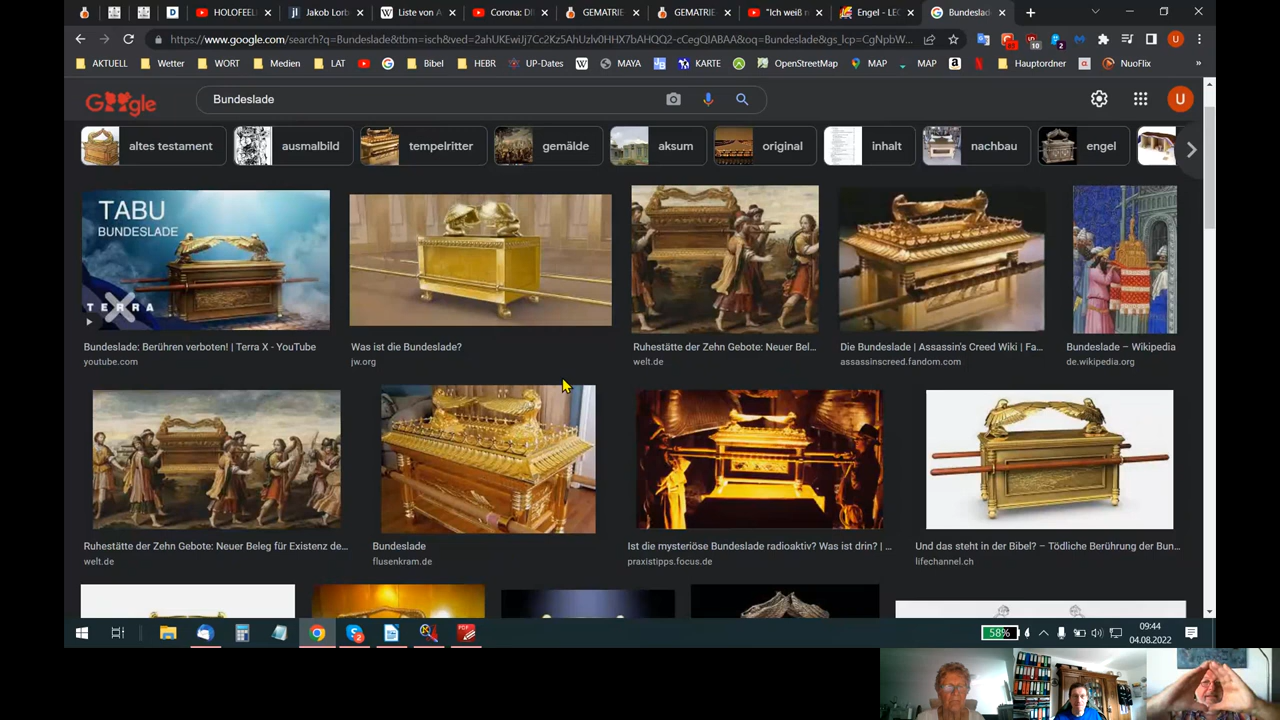 HOLOFEEL
Jakob Lorb
Liste von A
Corona: DI
GEMATRIE
GEMATRIE
"Ich weiß n
Engel - LEO
Bundeslade
https://www.google.com/search?q=Bundeslade&tbm=isch&ved=2ahUKEwiJj7Cc2Kz5AhUzlv0HHX7bAHQQ2-cCegQIABAA&oq=Bundeslade&gs_lcp=CgNpbW...
AKTUELL
Wetter
WORT
Medien
LAT
Bibel
HEBR
UP-Dates
MAYA
KARTE
OpenStreetMap
MAP
MAP
Hauptordner
NuoFlix
Bundeslade
U
altes testament
ausmalbild
tempelritter
gemälde
aksum
original
inhalt
nachbau
engel
TABU
BUNDESLADE
TERRA X
Bundeslade: Berühren verboten! | Terra X - YouTube
youtube.com
Was ist die Bundeslade?
jw.org
Ruhestätte der Zehn Gebote: Neuer Bel...
welt.de
Die Bundeslade | Assassin's Creed Wiki | Fa...
assassinscreed.fandom.com
Bundeslade – Wikipedia
de.wikipedia.org
Ruhestätte der Zehn Gebote: Neuer Beleg für Existenz de...
welt.de
Bundeslade
flusenkram.de
Ist die mysteriöse Bundeslade radioaktiv? Was ist drin? | ...
praxistipps.focus.de
Und das steht in der Bibel? – Tödliche Berührung der Bun...
lifechannel.ch
58%
09:44
04.08.2022